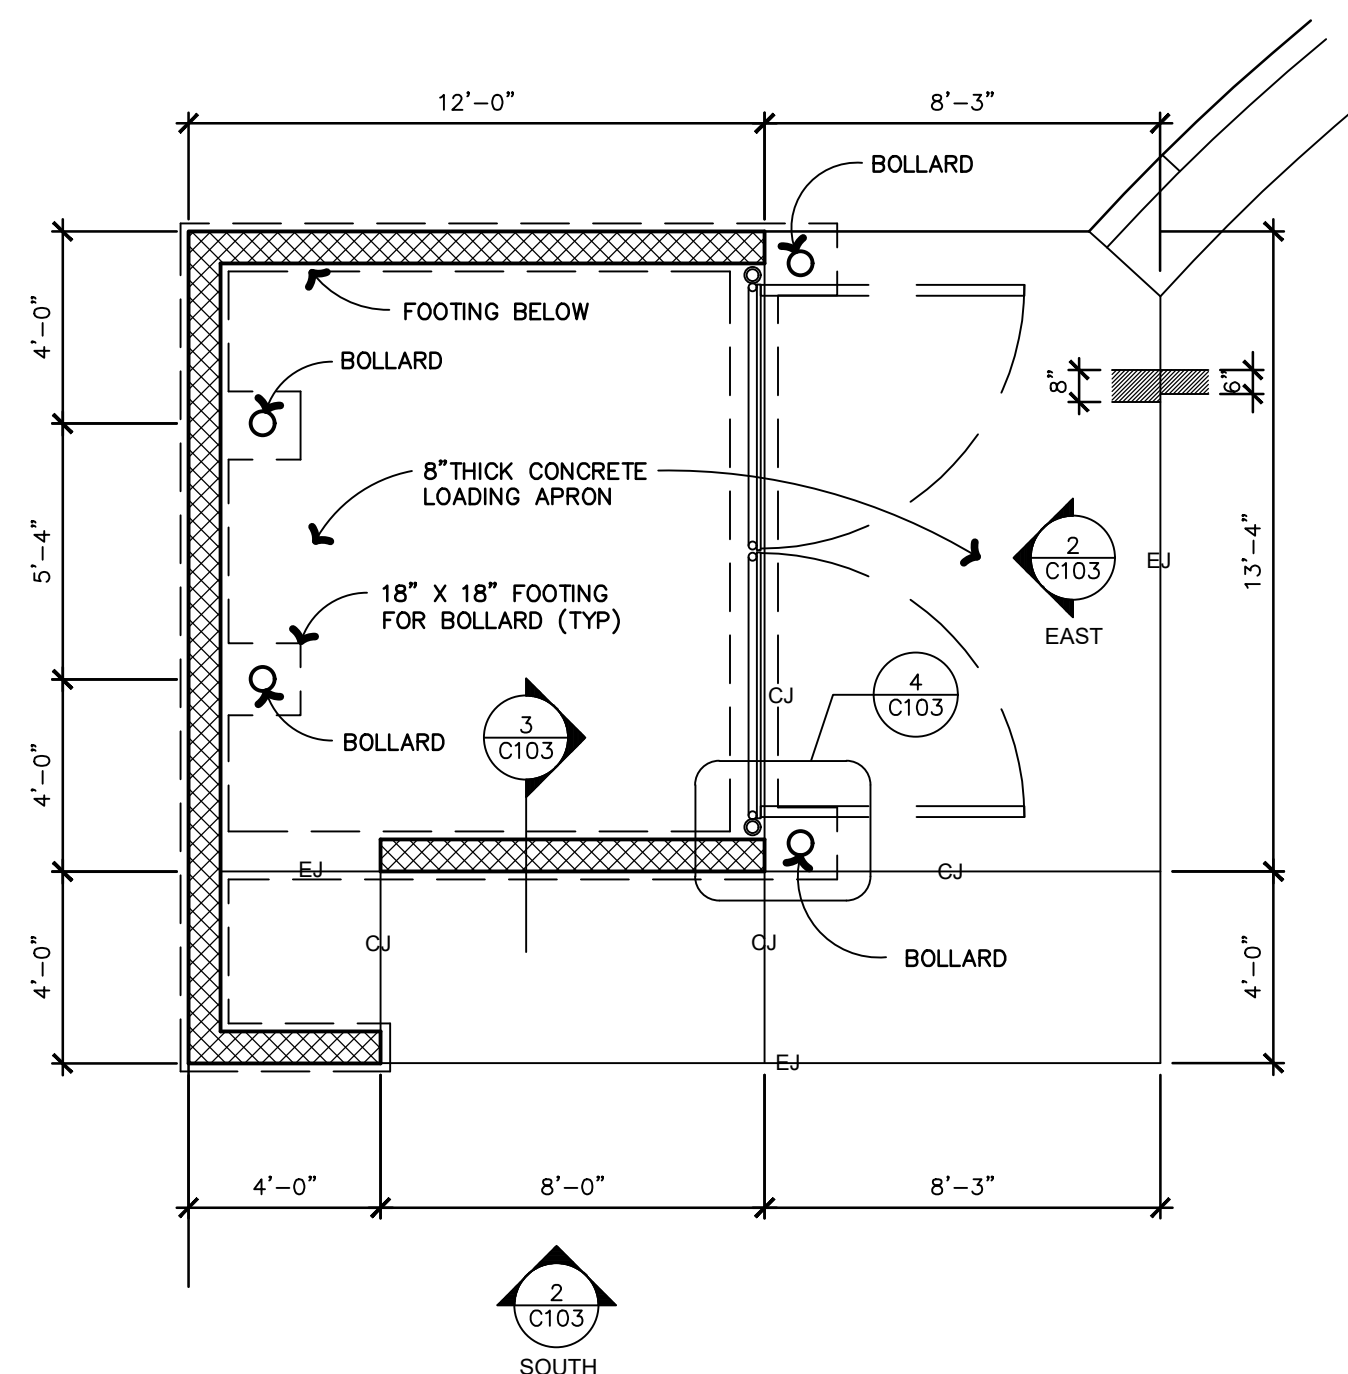 12'-0"
8'-3"
BOLLARD
FOOTING BELOW
4'-0"
BOLLARD
8"
6"
8"THICK CONCRETE
LOADING APRON
5'-4"
2
C103
EAST
EJ
13'-4"
18" X 18" FOOTING
FOR BOLLARD (TYP)
CJ
4
C103
3
C103
BOLLARD
4'-0"
EJ
CJ
CJ
CJ
BOLLARD
4'-0"
4'-0"
EJ
4'-0"
8'-0"
8'-3"
2
C103
SOUTH